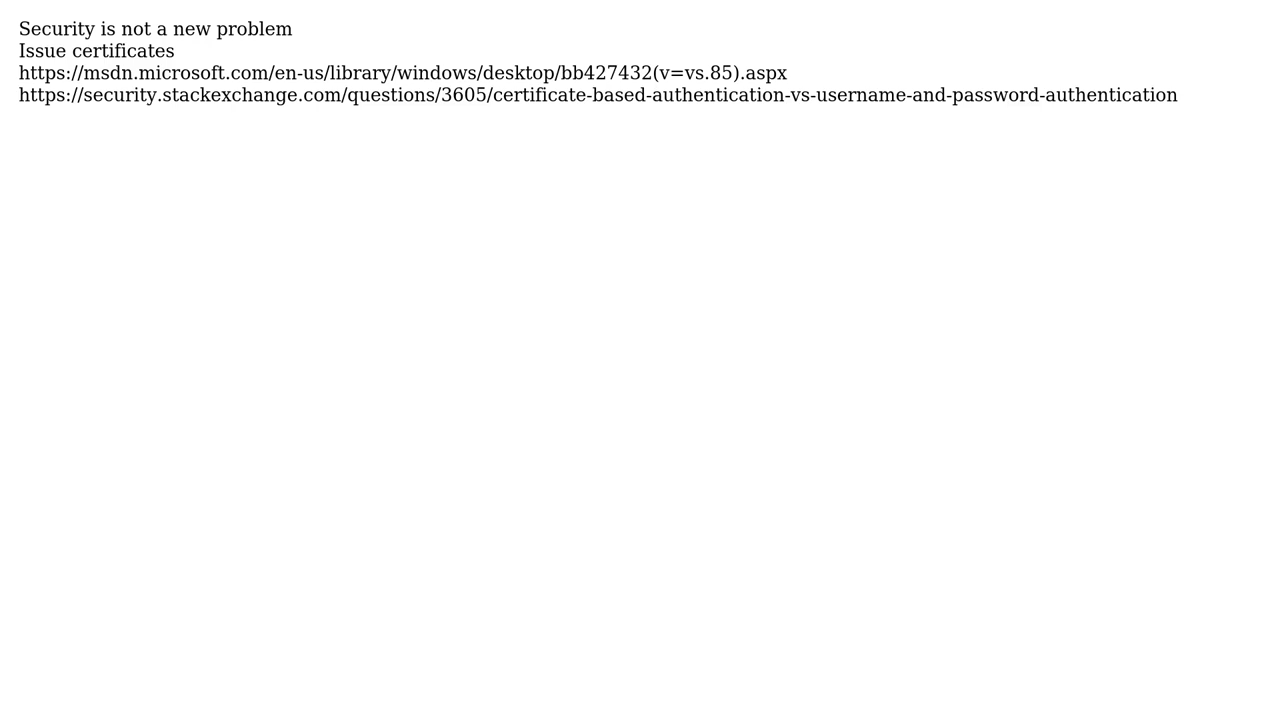 Security is not a new problem
Issue certificates
https://msdn.microsoft.com/en-us/library/windows/desktop/bb427432(v=vs.85).aspx
https://security.stackexchange.com/questions/3605/certificate-based-authentication-vs-username-and-password-authentication